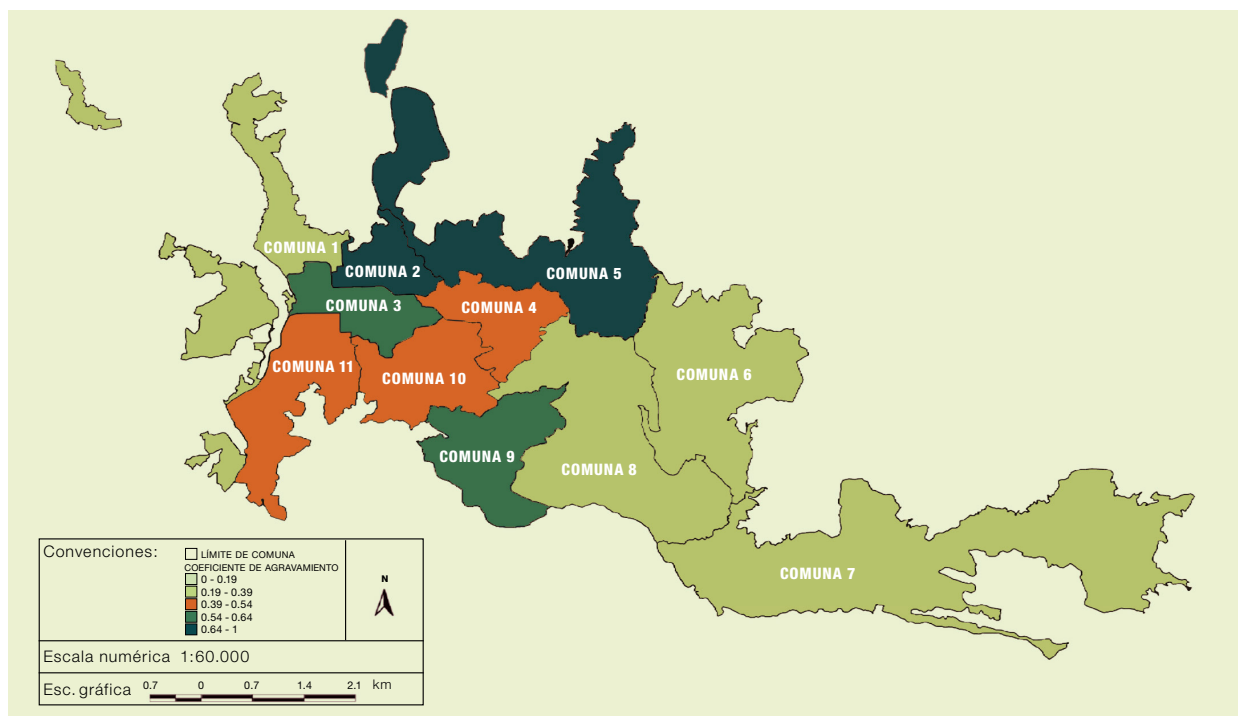 COMUNA 1
COMUNA 2
COMUNA 5
COMUNA 3
COMUNA 4
COMUNA 11
COMUNA 10
COMUNA 6
COMUNA 9
COMUNA 8
COMUNA 7
Convenciones:
LÍMITE DE COMUNA
COEFICIENTE DE AGRAVAMIENTO
0 - 0.19
0.19 - 0.39
0.39 - 0.54
0.54 - 0.64
0.64 - 1
N
Escala numérica 1:60.000
Esc. gráfica 0.7 0 0.7 1.4 2.1 km